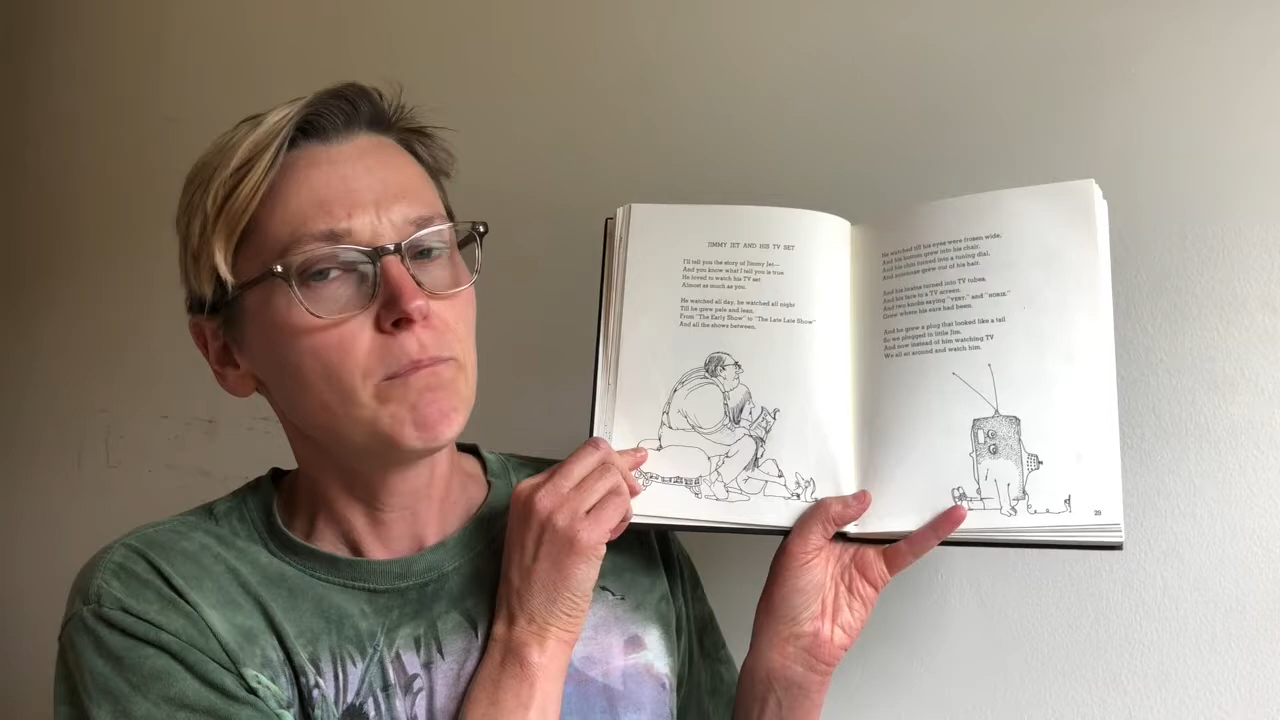 JIMMY JET AND HIS TV SET
I'll tell you the story of Jimmy Jet—
And you know what I tell you is true.
He loved to watch his TV set
Almost as much as you.
He watched all day, he watched all night
Till he grew pale and lean,
From "The Early Show" to "The Late Late Show"
And all the shows between.
He watched till his eyes were frozen wide,
And his bottom grew into his chair.
And his chin turned into a tuning dial,
And antennae grew out of his hair.
And his brains turned into TV tubes,
And his face to a TV screen.
And two knobs saying "VERT." and "HORIZ."
Grew where his ears had been.
And he grew a plug that looked like a tail
So we plugged in little Jim.
And now instead of him watching TV
We all sit around and watch him.
29